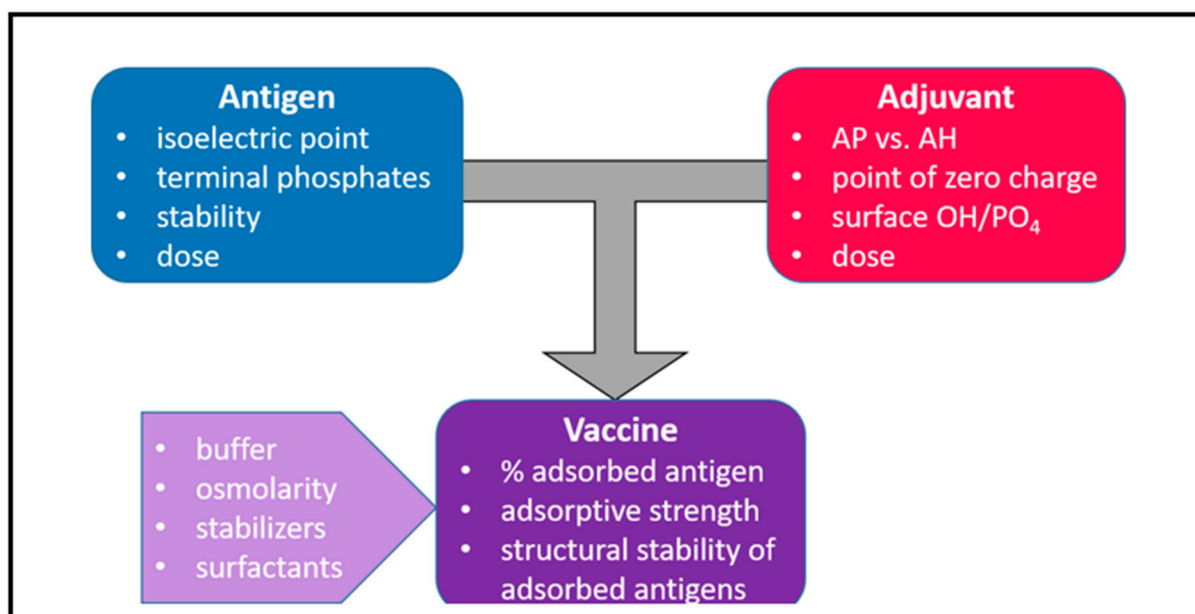 Antigen
• isoelectric point
• terminal phosphates
• stability
• dose
Adjuvant
• AP vs. AH
• point of zero charge
• surface OH/PO₄
• dose
• buffer
• osmolarity
• stabilizers
• surfactants
Vaccine
• % adsorbed antigen
• adsorptive strength
• structural stability of
adsorbed antigens